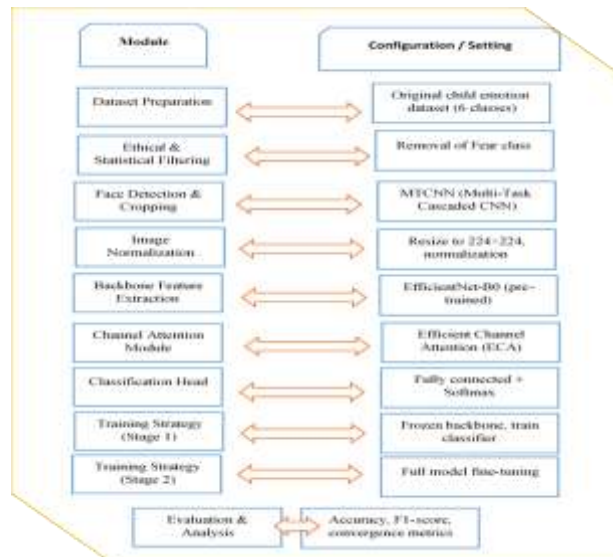 Module
Configuration / Setting
Dataset Preparation
Original child emotion
dataset (6 classes)
Ethical &
Statistical Filtering
Removal of Fear class
Face Detection &
Cropping
MTCNN (Multi-Task
Cascaded CNN)
Image
Normalization
Resize to 224×224,
normalization
Backbone Feature
Extraction
EfficientNet-B0 (pre-
trained)
Channel Attention
Module
Efficient Channel
Attention (ECA)
Classification Head
Fully connected +
Softmax
Training Strategy
(Stage 1)
Frozen backbone, train
classifier
Training Strategy
(Stage 2)
Full model fine-tuning
Evaluation &
Analysis
Accuracy, F1-score,
convergence metrics